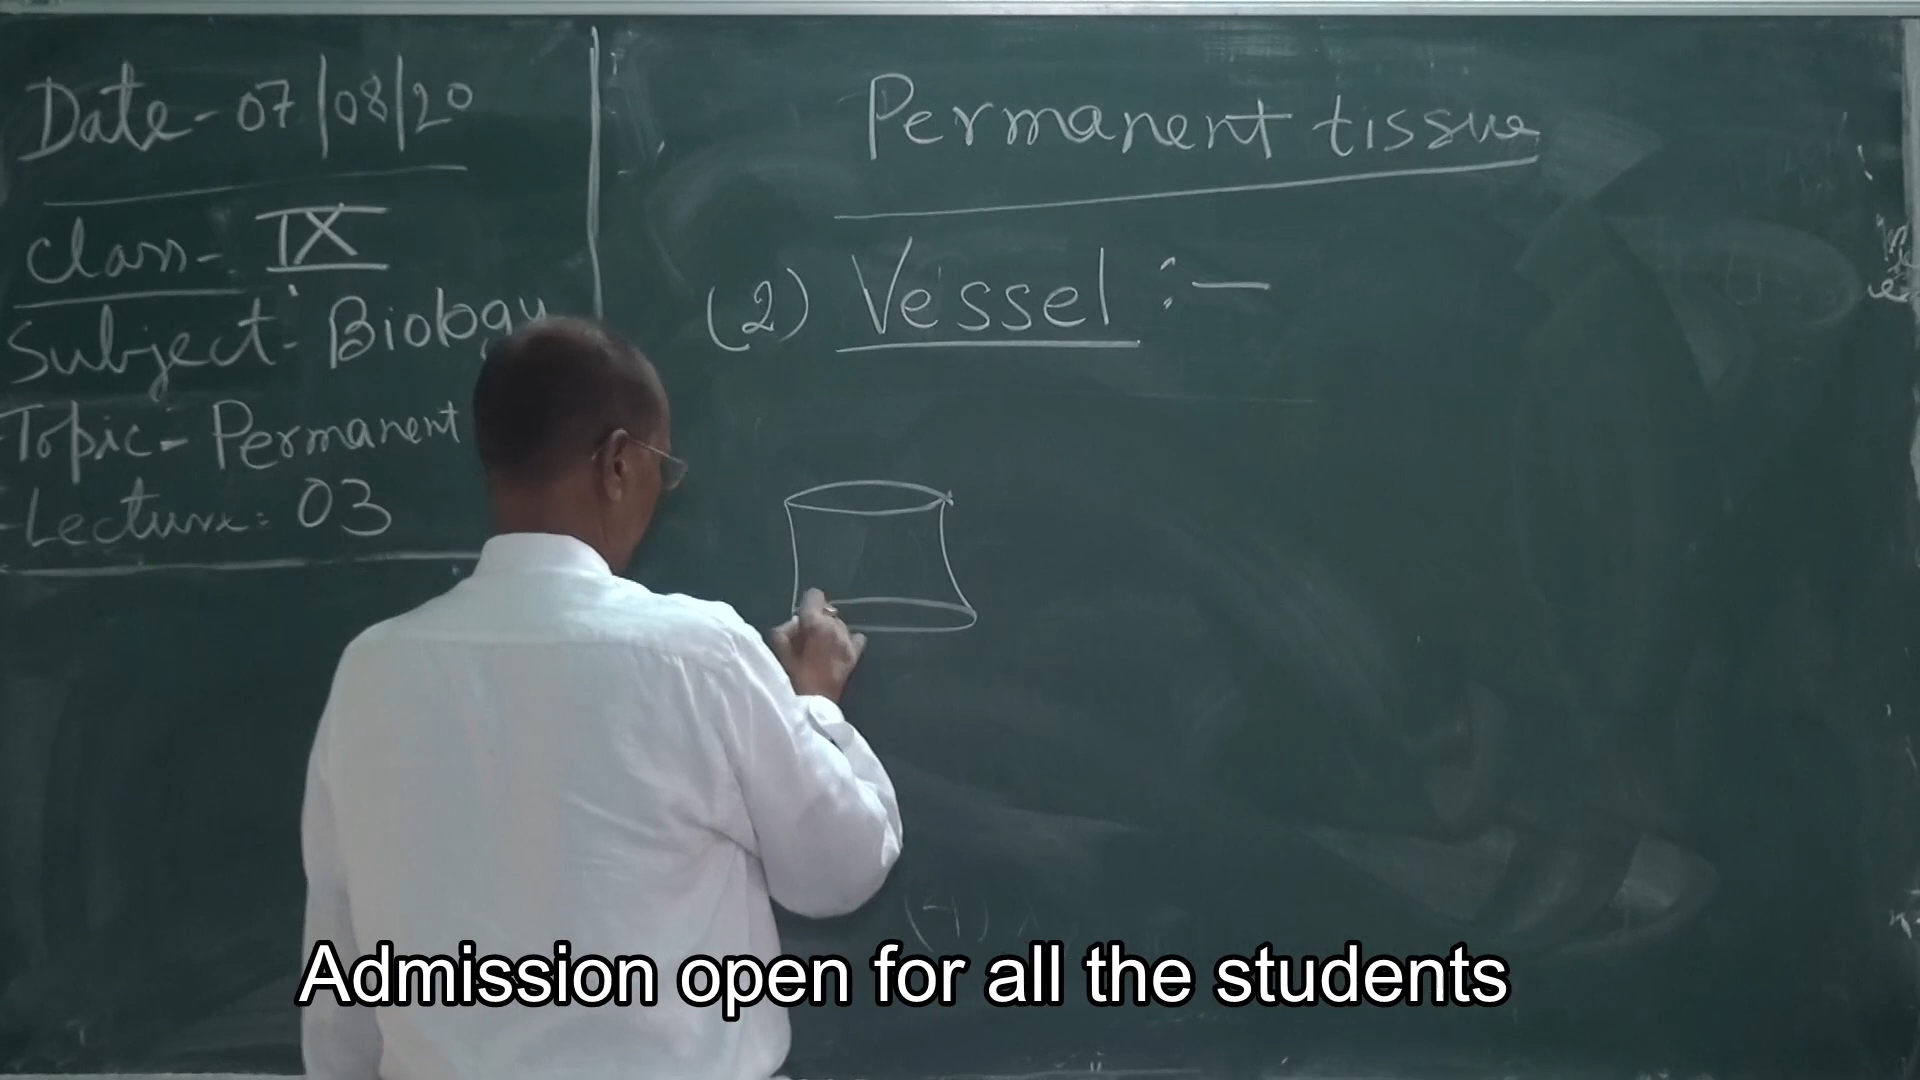 Date- 07/08/20
Class- IX
Subject- Biology
Topic- Permanent
Lecture: 03
Permanent tissue
(2) Vessel :-
Admission open for all the students